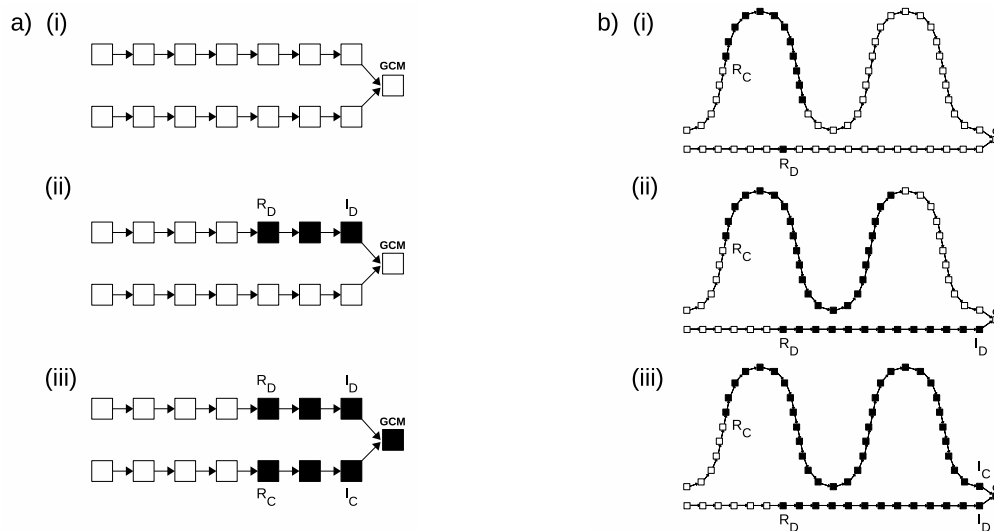 a) (i)
GCM
(ii)
R_D I_D
GCM
(iii)
R_D I_D
GCM
R_C I_C
b) (i)
R_C
R_D
(ii)
R_C
R_D I_D
(iii)
R_C
I_C
R_D I_D